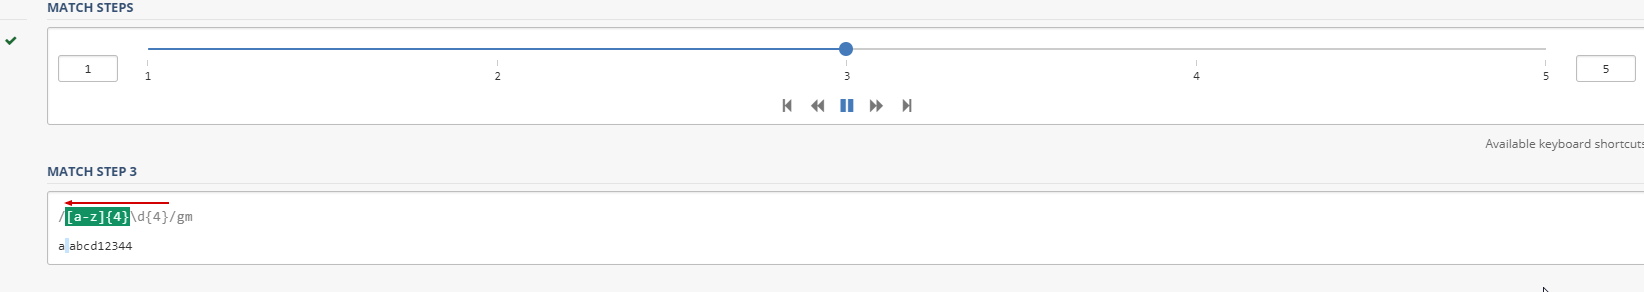 MATCH STEPS
1
1 2 3 4 5
5
Available keyboard shortcuts
MATCH STEP 3
/[a-z]{4}\d{4}/gm
a abcd12344